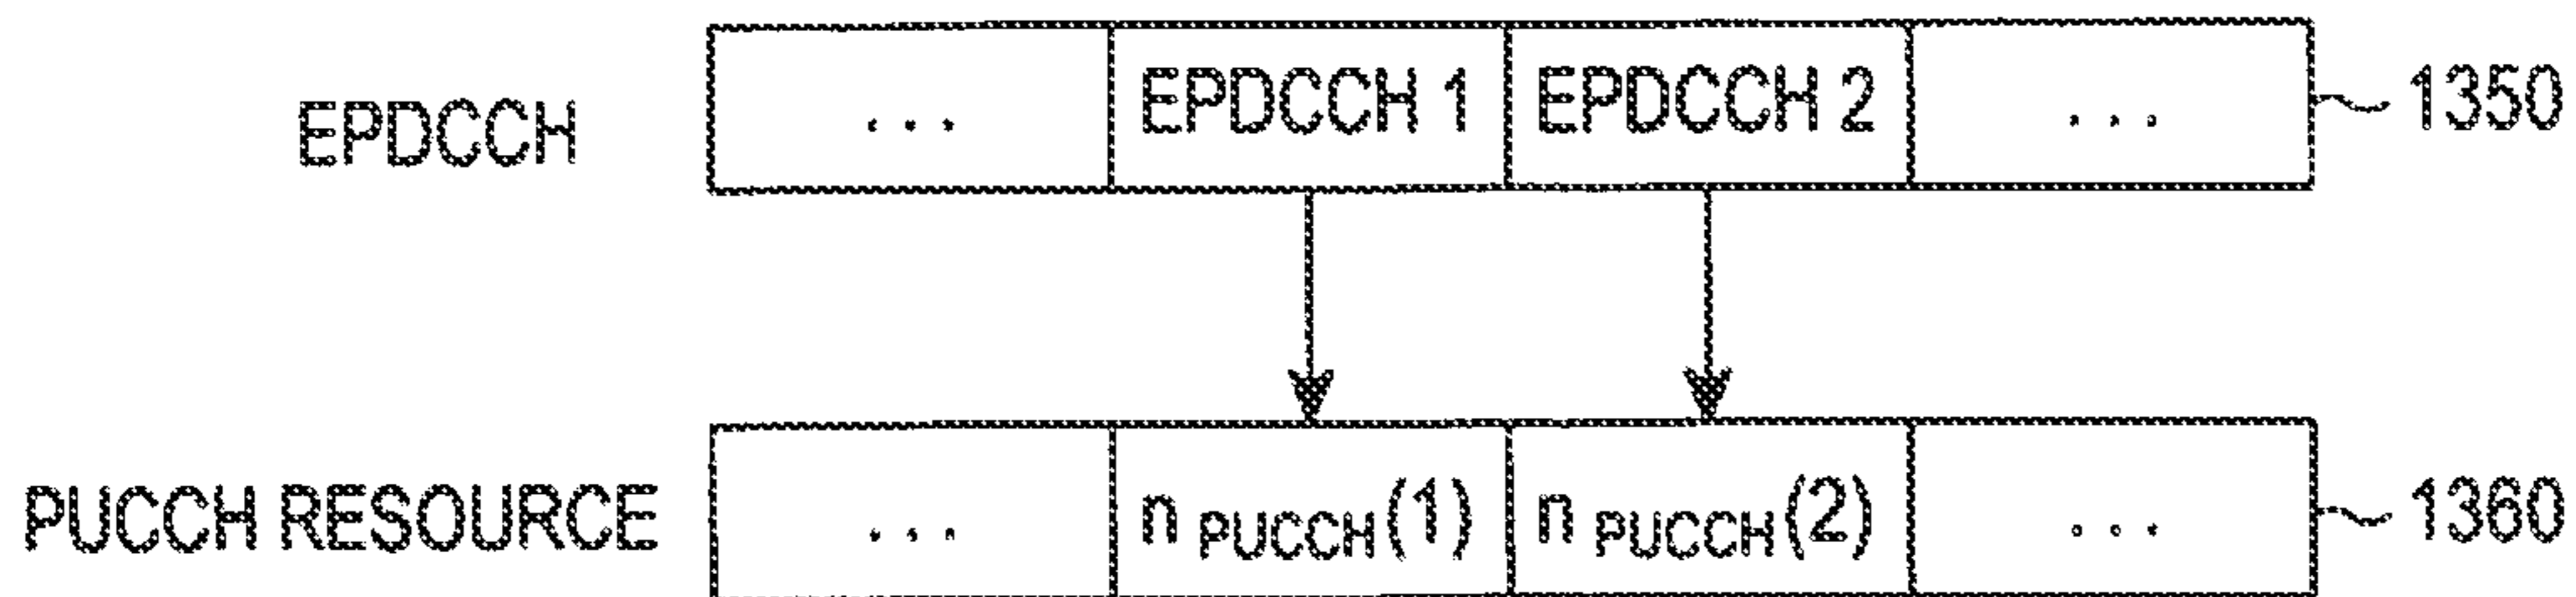 EPDCCH ... EPDCCH 1 EPDCCH 2 ... 1350
PUCCH RESOURCE ... n PUCCH(1) n PUCCH(2) ... 1360